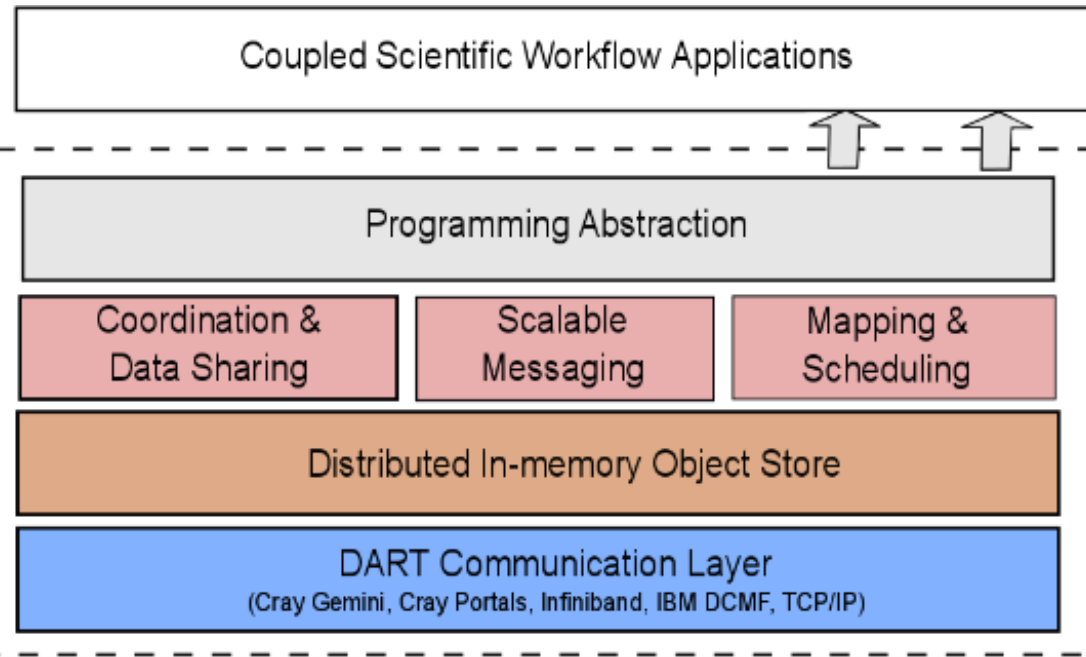 Coupled Scientific Workflow Applications
Programming Abstraction
Coordination &
Data Sharing
Scalable
Messaging
Mapping &
Scheduling
Distributed In-memory Object Store
DART Communication Layer
(Cray Gemini, Cray Portals, Infiniband, IBM DCMF, TCP/IP)